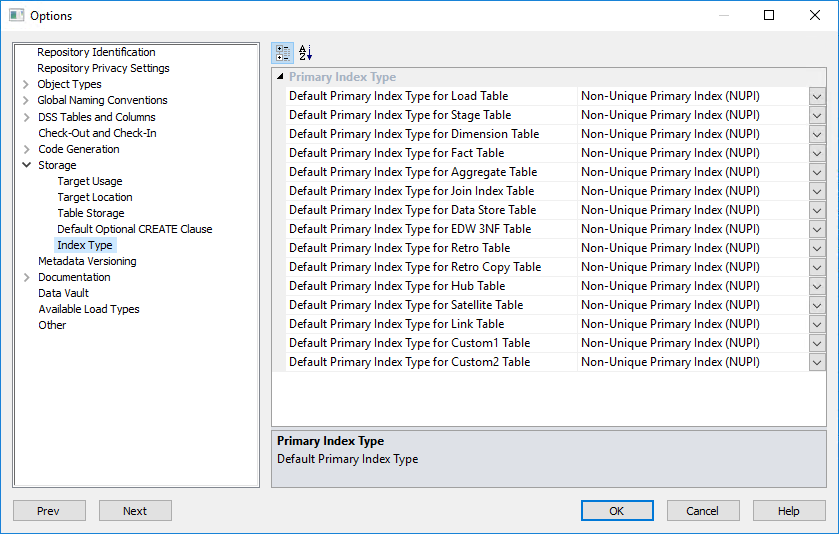 Options
Repository Identification
Repository Privacy Settings
Object Types
Global Naming Conventions
DSS Tables and Columns
Check-Out and Check-In
Code Generation
Storage
Target Usage
Target Location
Table Storage
Default Optional CREATE Clause
Index Type
Metadata Versioning
Documentation
Data Vault
Available Load Types
Other
A
Z
Primary Index Type
Default Primary Index Type for Load Table Non-Unique Primary Index (NUPI)
Default Primary Index Type for Stage Table Non-Unique Primary Index (NUPI)
Default Primary Index Type for Dimension Table Non-Unique Primary Index (NUPI)
Default Primary Index Type for Fact Table Non-Unique Primary Index (NUPI)
Default Primary Index Type for Aggregate Table Non-Unique Primary Index (NUPI)
Default Primary Index Type for Join Index Table Non-Unique Primary Index (NUPI)
Default Primary Index Type for Data Store Table Non-Unique Primary Index (NUPI)
Default Primary Index Type for EDW 3NF Table Non-Unique Primary Index (NUPI)
Default Primary Index Type for Retro Table Non-Unique Primary Index (NUPI)
Default Primary Index Type for Retro Copy Table Non-Unique Primary Index (NUPI)
Default Primary Index Type for Hub Table Non-Unique Primary Index (NUPI)
Default Primary Index Type for Satellite Table Non-Unique Primary Index (NUPI)
Default Primary Index Type for Link Table Non-Unique Primary Index (NUPI)
Default Primary Index Type for Custom1 Table Non-Unique Primary Index (NUPI)
Default Primary Index Type for Custom2 Table Non-Unique Primary Index (NUPI)
Primary Index Type
Default Primary Index Type
Prev Next OK Cancel Help